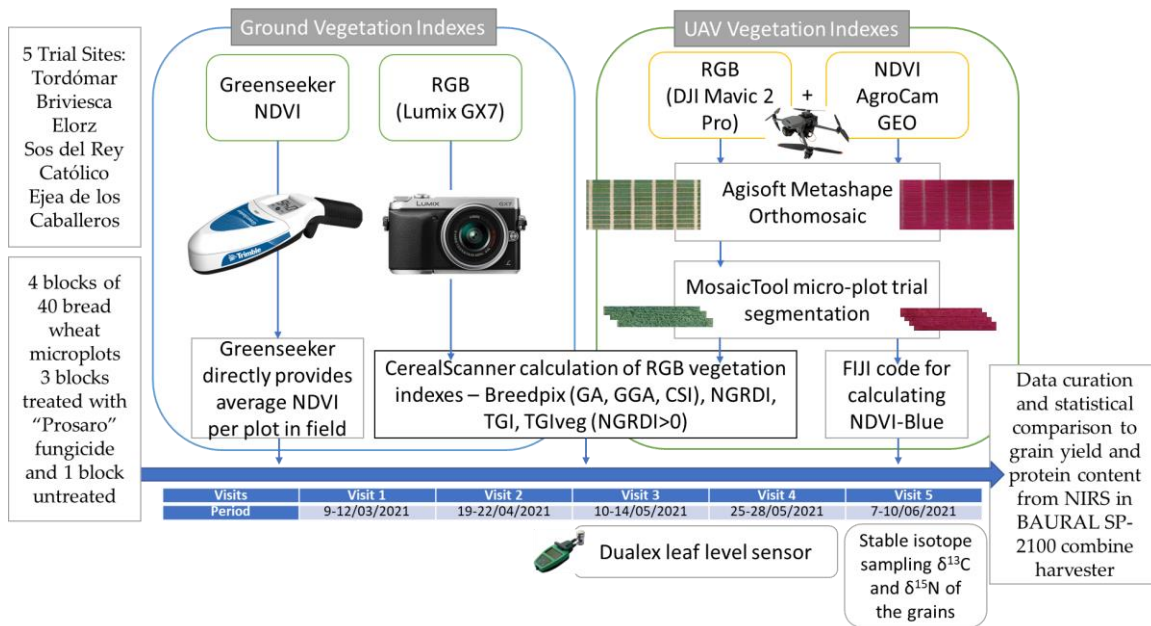 Ground Vegetation Indexes
UAV Vegetation Indexes
5 Trial Sites:
Tordómar
Briviesca
Elorz
Sos del Rey
Católico
Ejea de los
Caballeros
Greenseeker
NDVI
RGB
(Lumix GX7)
RGB
(DJI Mavic 2
Pro)
+
NDVI
AgroCam
GEO
LUMIX
GX7
Trimble
Agisoft Metashape
Orthomosaic
MosaicTool micro-plot trial
segmentation
4 blocks of
40 bread
wheat
microplots
3 blocks
treated with
“Prosaro”
fungicide
and 1 block
untreated
Greenseeker
directly provides
average NDVI
per plot in field
CerealScanner calculation of RGB vegetation
indexes – Breedpix (GA, GGA, CSI), NGRDI,
TGI, TGIveg (NGRDI>0)
FIJI code for
calculating
NDVI-Blue
Data curation
and statistical
comparison to
grain yield and
protein content
from NIRS in
BAURAL SP-
2100 combine
harvester
Visits Visit 1 Visit 2 Visit 3 Visit 4 Visit 5
Period 9-12/03/2021 19-22/04/2021 10-14/05/2021 25-28/05/2021 7-10/06/2021
Dualex leaf level sensor
Stable isotope
sampling δ¹³C
and δ¹⁵N of
the grains